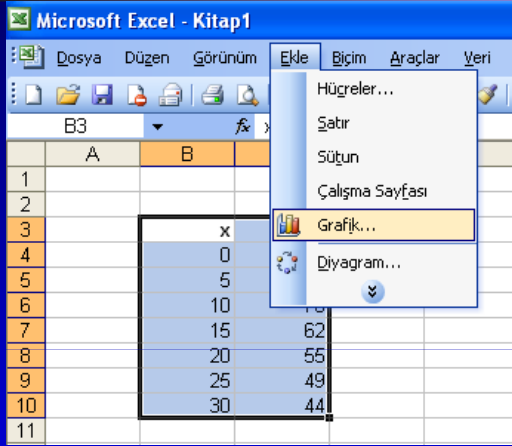 Microsoft Excel - Kitap1
Dosya Düzen Görünüm Ekle Biçim Araçlar Veri
Hücreler...
B3 fx
Satır
A B
Sütun
1
Çalışma Sayfası
2
3 x Grafik...
4 0
Diyagram...
5 5
6 10
7 15 62
8 20 55
9 25 49
10 30 44
11